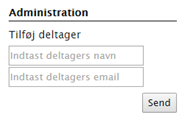 Administration
Tilføj deltager
Indtast deltagers navn
Indtast deltagers email
Send